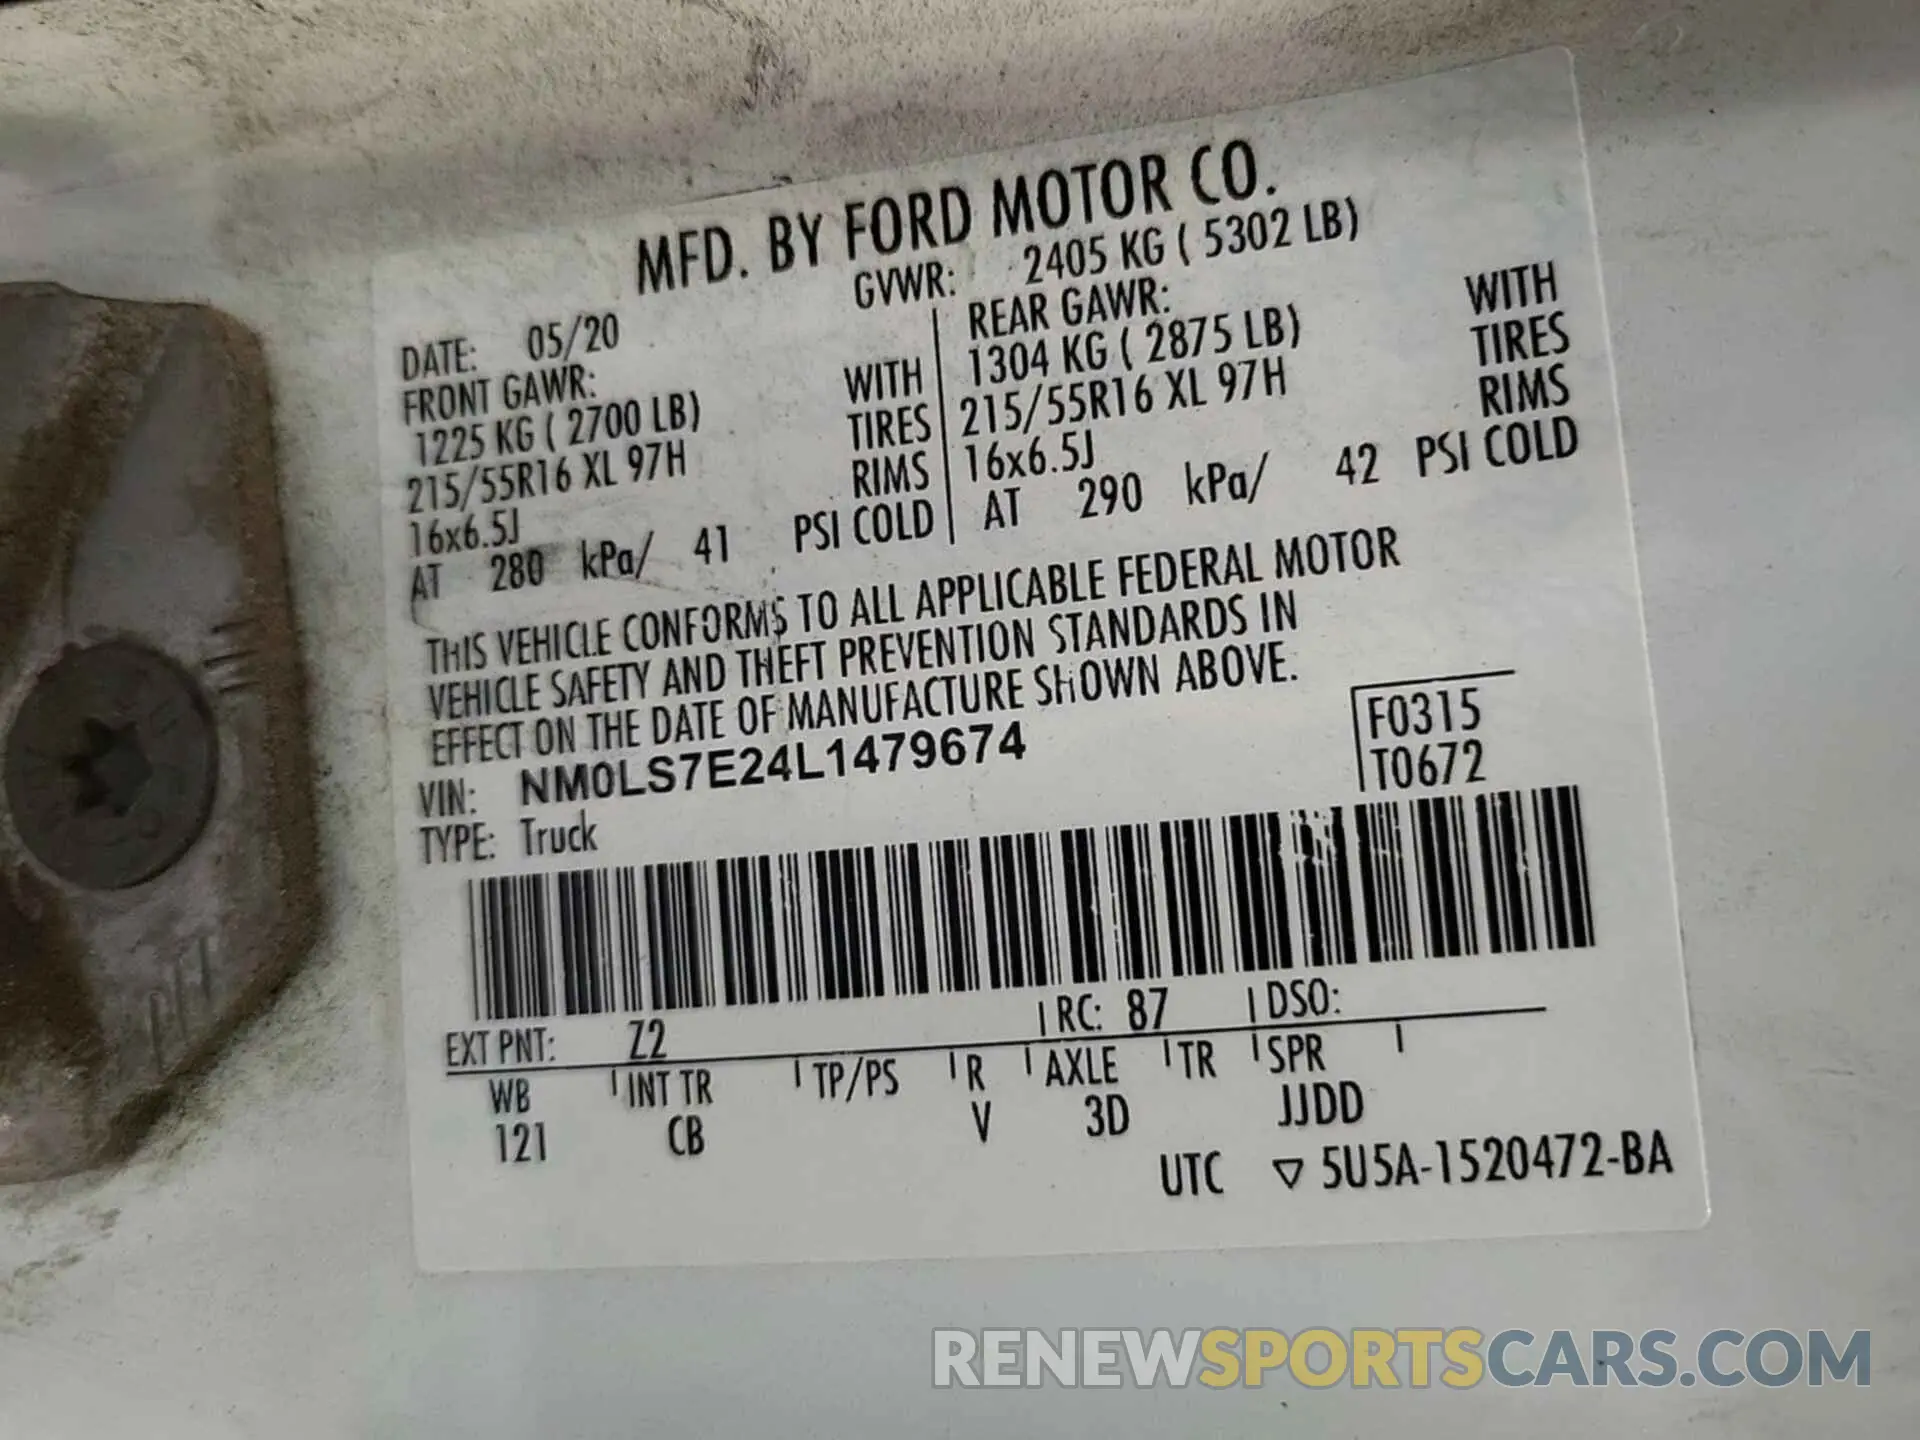 MFD. BY FORD MOTOR CO.
DATE: 05/20 GVWR: 2405 KG ( 5302 LB)
FRONT GAWR:
1225 KG ( 2700 LB) WITH
215/55R16 XL 97H TIRES
16x6.5J RIMS
AT 280 kPa/ 41 PSI COLD
REAR GAWR:
1304 KG ( 2875 LB) WITH
215/55R16 XL 97H TIRES
16x6.5J RIMS
AT 290 kPa/ 42 PSI COLD
THIS VEHICLE CONFORMS TO ALL APPLICABLE FEDERAL MOTOR
VEHICLE SAFETY AND THEFT PREVENTION STANDARDS IN
EFFECT ON THE DATE OF MANUFACTURE SHOWN ABOVE.
VIN: NM0LS7E24L1479674
TYPE: Truck
F0315
T0672
EXT PNT: Z2 RC: 87 DSO:
WB INT TR TP/PS R AXLE TR SPR
121 CB V 3D JJDD
UTC ▽ 5U5A-1520472-BA
RENEWSPORTSCARS.COM